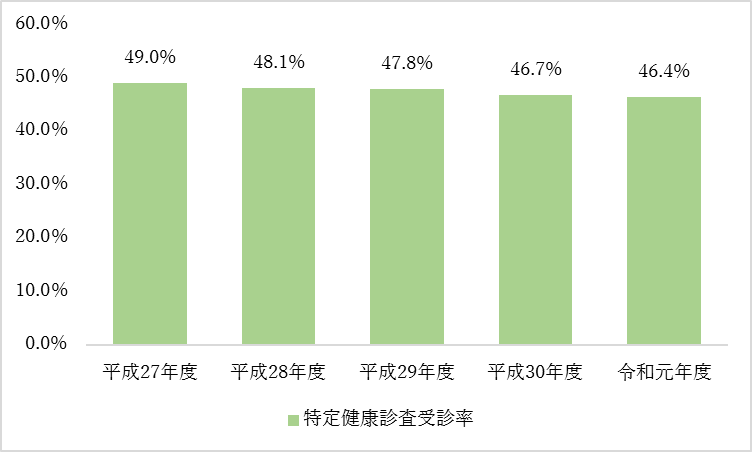 60.0%
50.0%
40.0%
30.0%
20.0%
10.0%
0.0%
49.0%
48.1%
47.8%
46.7%
46.4%
平成27年度
平成28年度
平成29年度
平成30年度
令和元年度
特定健康診査受診率